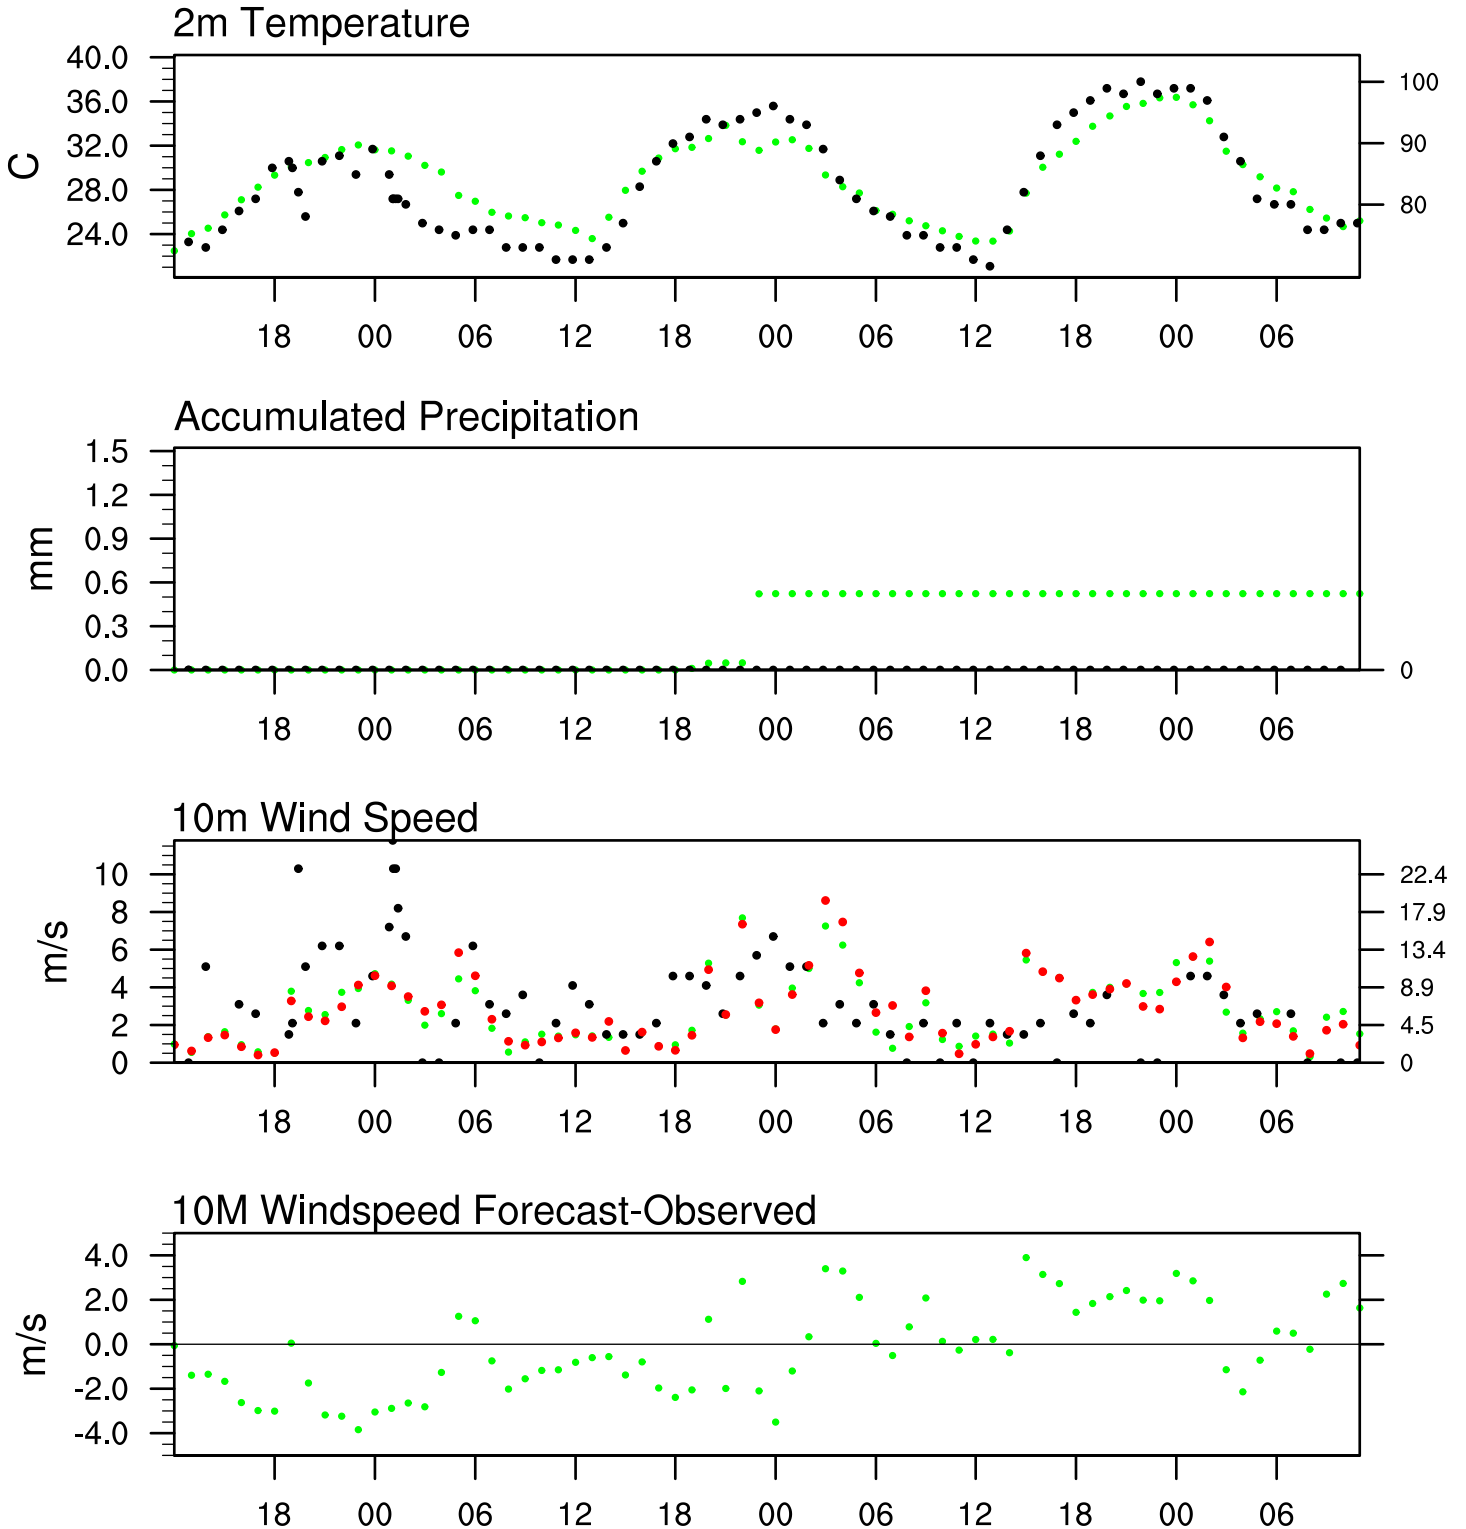 2m Temperature
40.0
36.0
32.0
28.0
24.0
C
100
90
80
18 00 06 12 18 00 06 12 18 00 06
Accumulated Precipitation
1.5
1.2
0.9
0.6
0.3
0.0
mm
0
18 00 06 12 18 00 06 12 18 00 06
10m Wind Speed
10
8
6
4
2
0
m/s
22.4
17.9
13.4
8.9
4.5
0
18 00 06 12 18 00 06 12 18 00 06
10M Windspeed Forecast-Observed
4.0
2.0
0.0
-2.0
-4.0
m/s
18 00 06 12 18 00 06 12 18 00 06